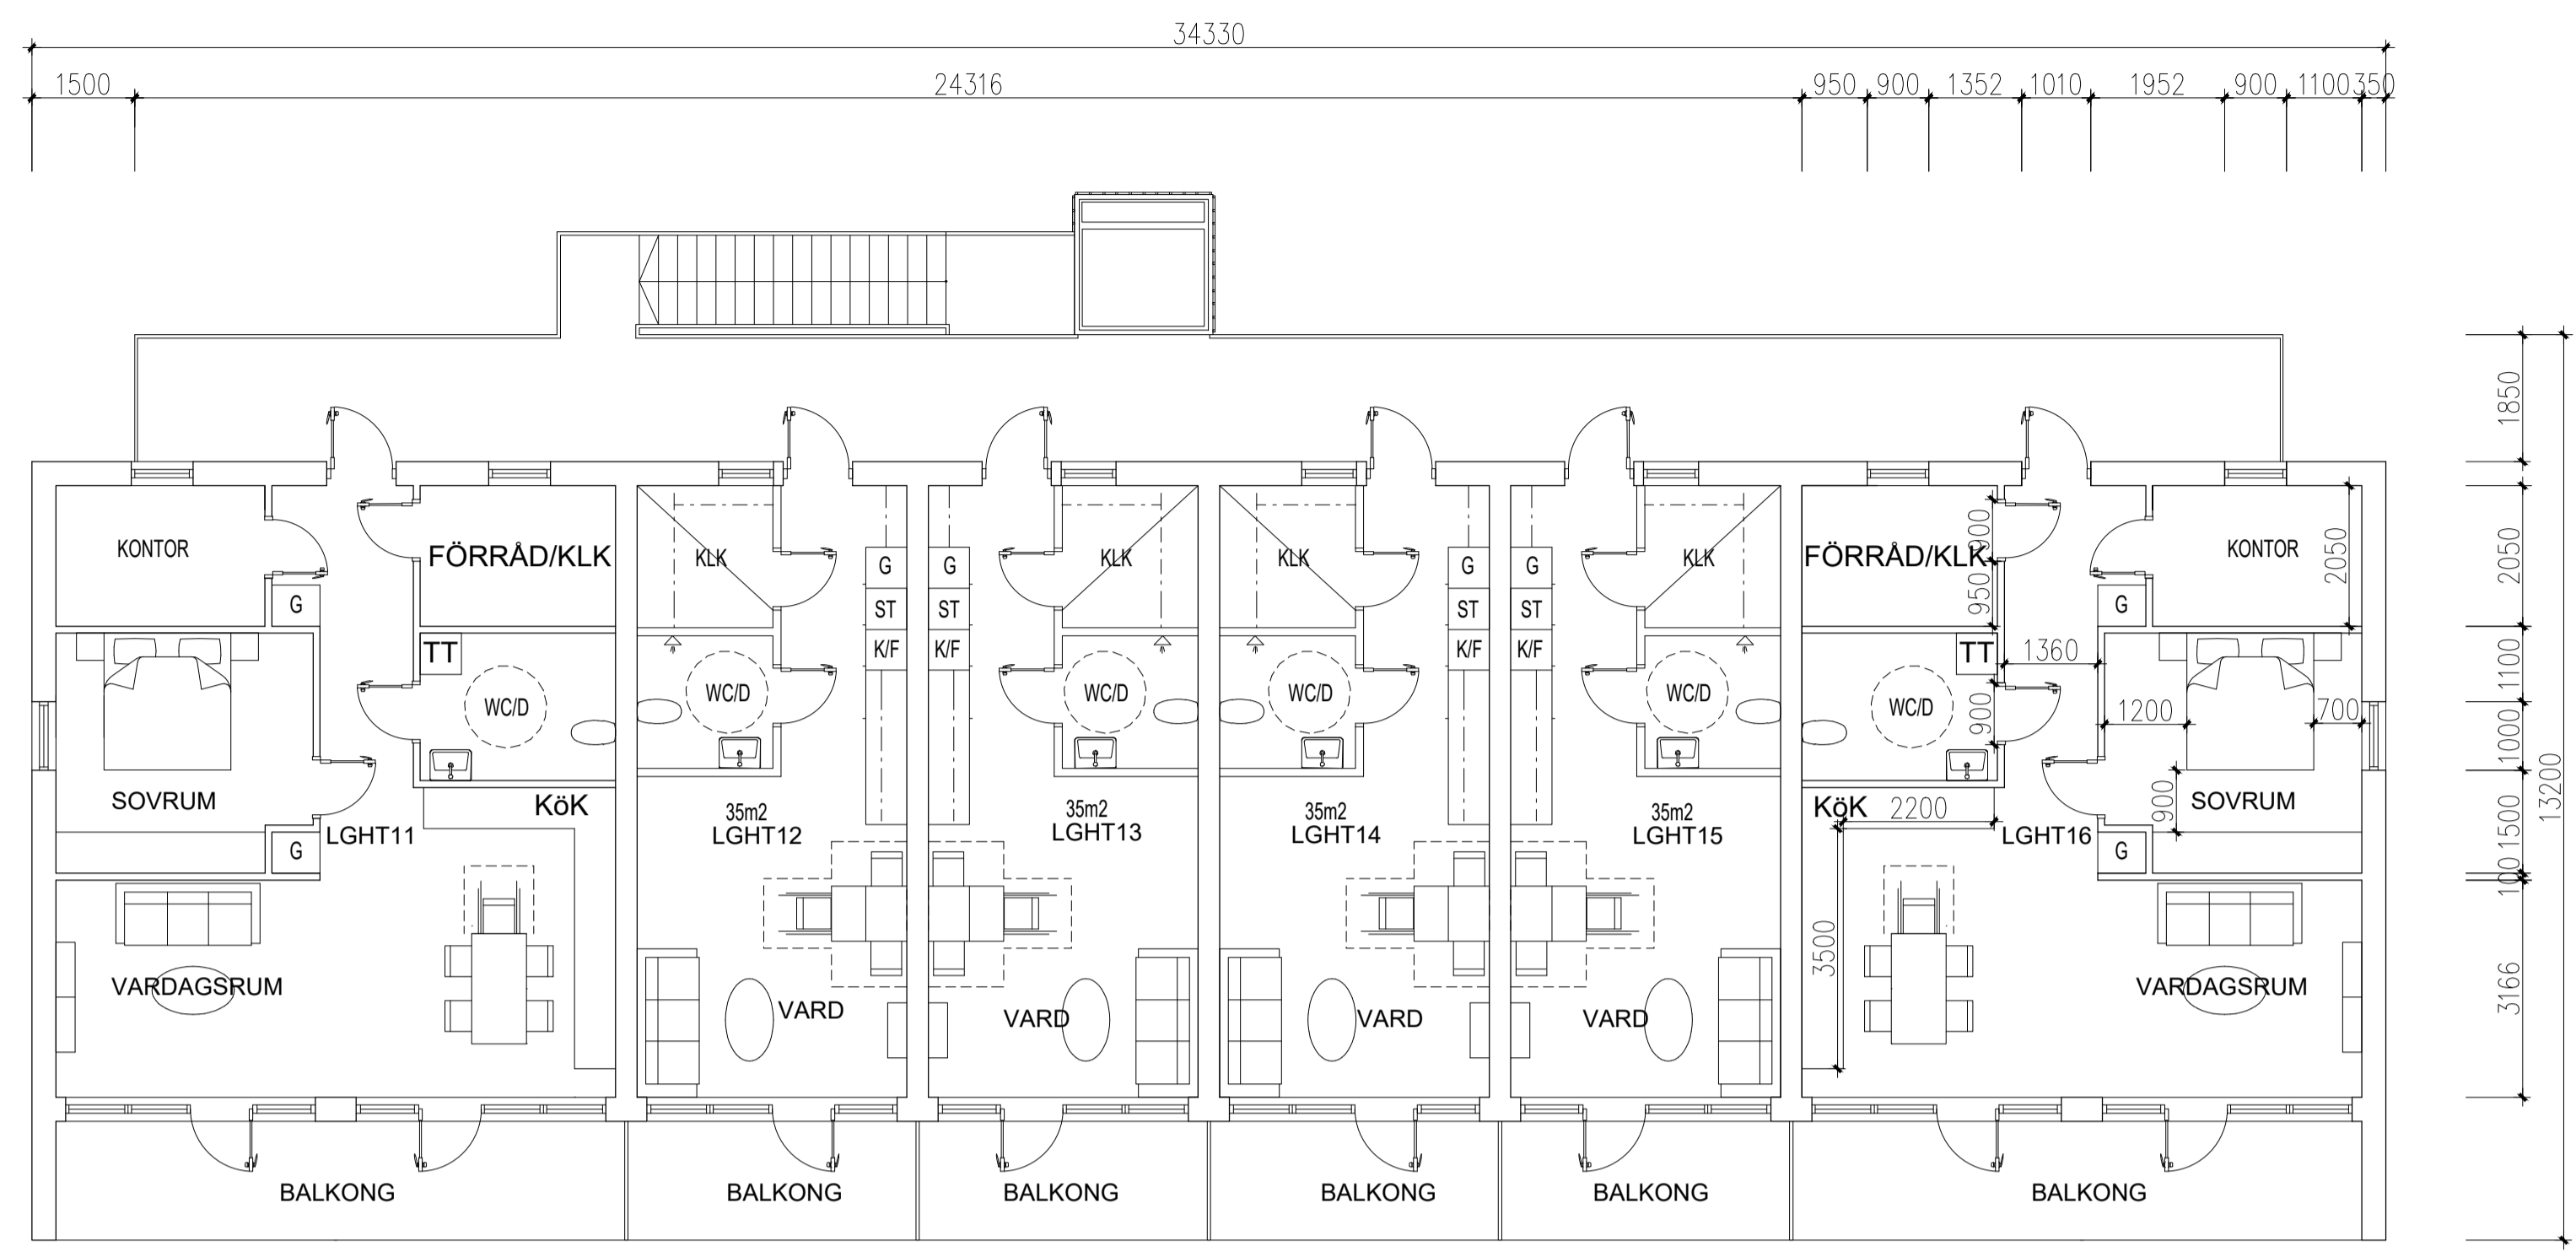 34330
1500 24316 950 900 1352 1010 1952 900 1100 350
1850
KONTOR FÖRRÅD/KLK KLK KLK KLK KLK FÖRRÅD/KLK 900 KONTOR 2050 2050
G G G G 950
G ST ST ST ST G
TT K/F K/F K/F K/F TT 1360 1100
WC/D WC/D WC/D WC/D WC/D WC/D 900 1200 700 1000
13200
SOVRUM KöK 35m2 35m2 35m2 35m2 KöK 2200 900 SOVRUM
LGHT11 LGHT12 LGHT13 LGHT14 LGHT15 LGHT16 1500
G G 100
3500
VARDAGSRUM VARD VARD VARD VARD VARDAGSRUM 3166
BALKONG BALKONG BALKONG BALKONG BALKONG BALKONG